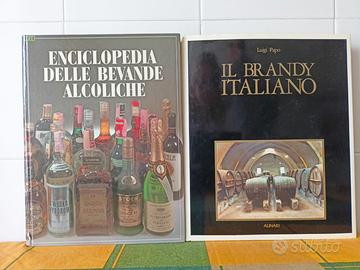 ENCICLOPEDIA
DELLE BEVANDE
ALCOLICHE
Luigi Papo
IL BRANDY
ITALIANO
ALINARI
subito